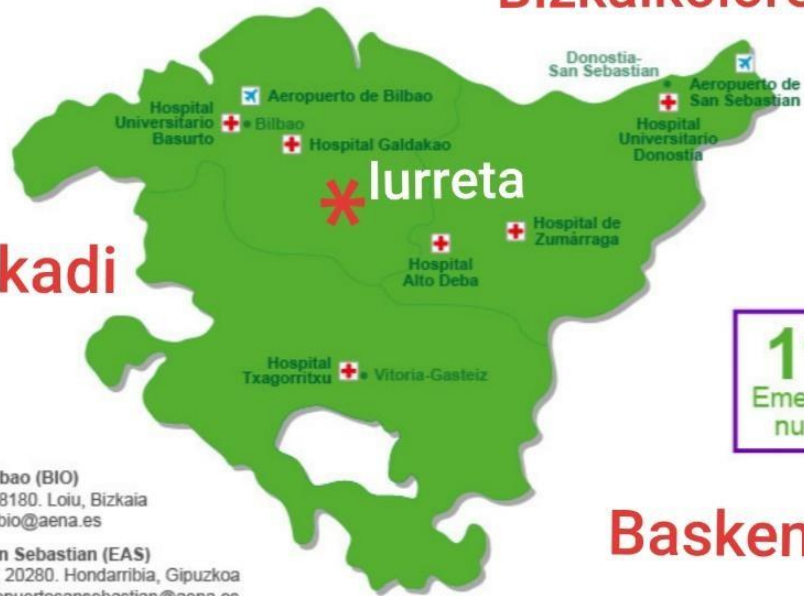 Donostia-
San Sebastian
Aeropuerto de
San Sebastian
Aeropuerto de Bilbao
Hospital
Universitario
Basurto
Bilbao
Hospital Galdakao
Hospital
Universitario
Donostia
Iurreta
Hospital de
Zumárraga
Hospital
Alto Deba
kadi
Hospital
Txagorritxu
Vitoria-Gasteiz
bao (BIO)
8180. Loiu, Bizkaia
bio@aena.es
n Sebastian (EAS)
20280. Hondarribia, Gipuzkoa
Basken